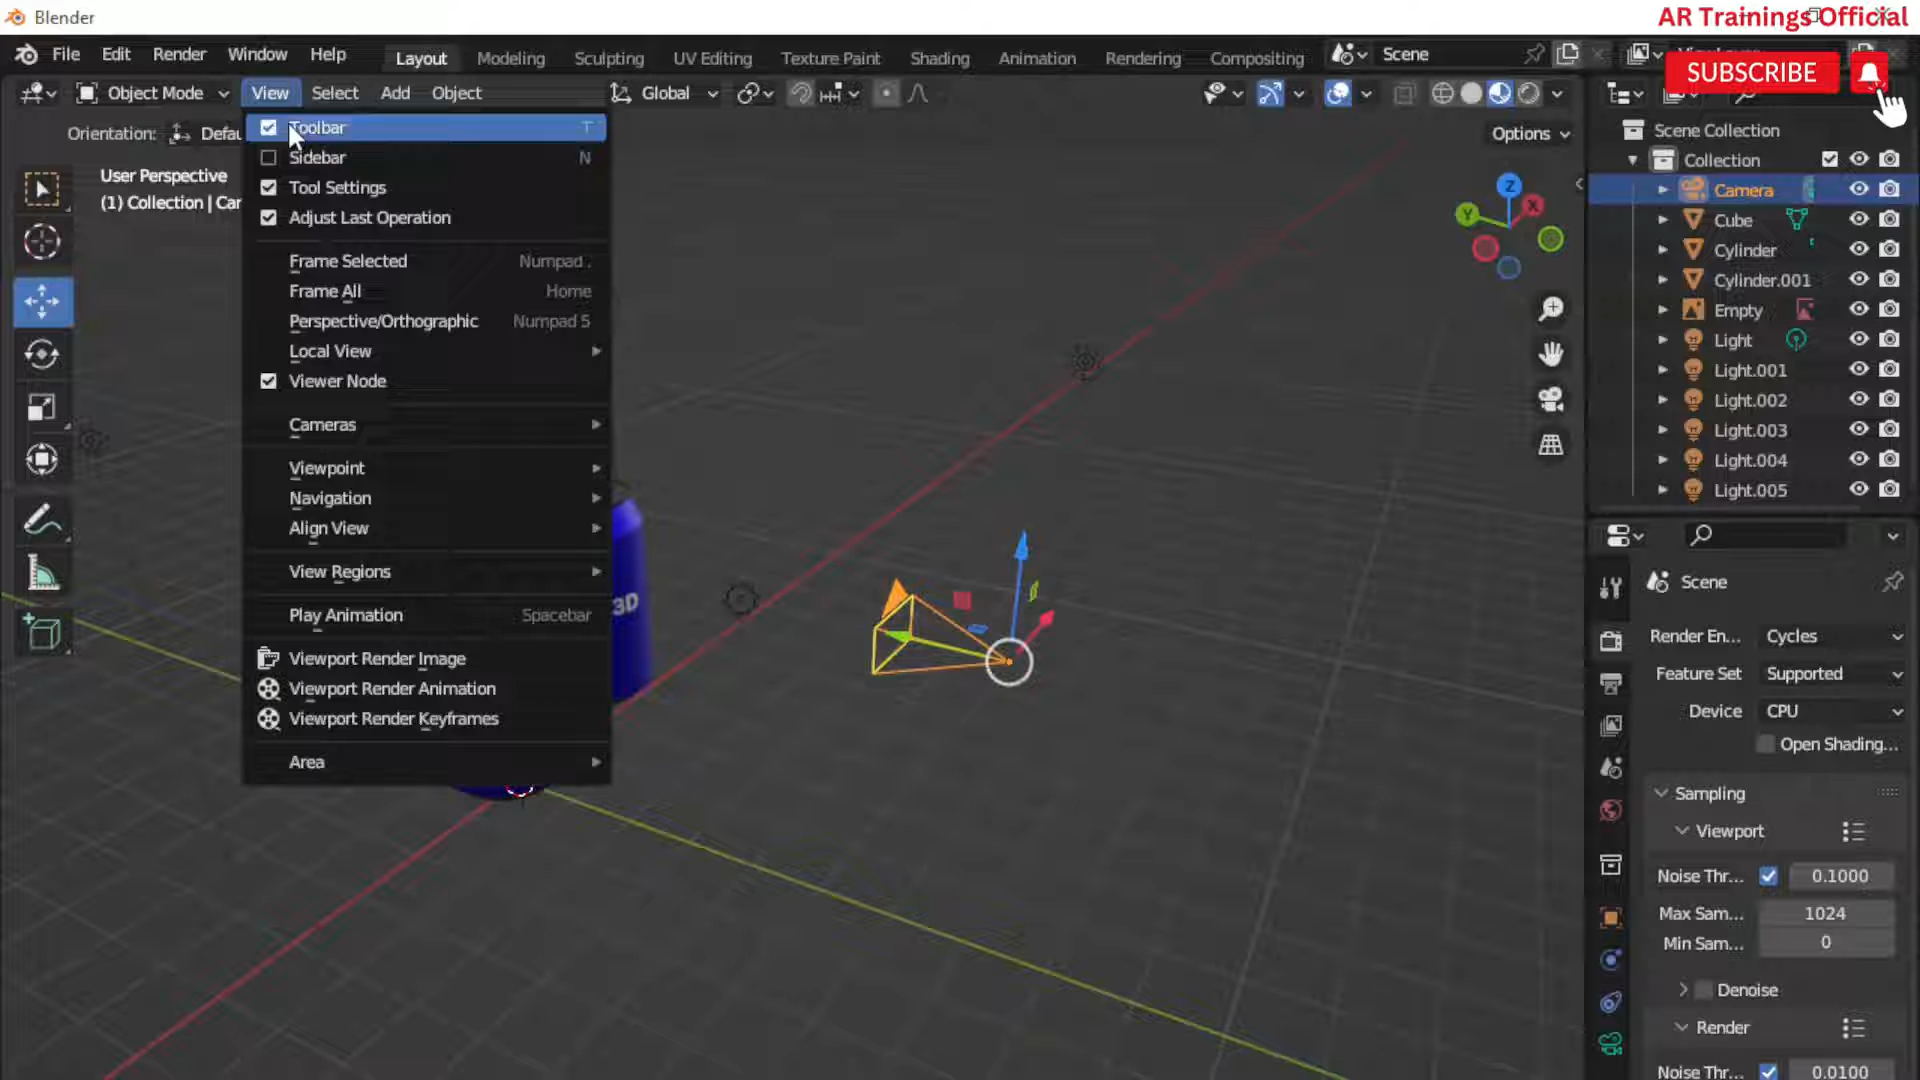 Blender
AR Trainings Official
File Edit Render Window Help
Layout Modeling Sculpting UV Editing Texture Paint Shading Animation Rendering Compositing
Scene
SUBSCRIBE
Object Mode View Select Add Object
Global
Orientation:
Options
User Perspective
(1) Collection |
Toolbar T
Sidebar N
Tool Settings
Adjust Last Operation
Frame Selected Numpad .
Frame All Home
Perspective/Orthographic Numpad 5
Local View
Viewer Node
Cameras
Viewpoint
Navigation
Align View
View Regions
Play Animation Spacebar
Viewport Render Image
Viewport Render Animation
Viewport Render Keyframes
Area
3D
Z
Y
X
Scene Collection
Collection
Camera
Cube
Cylinder
Cylinder.001
Empty
Light
Light.001
Light.002
Light.003
Light.004
Light.005
Scene
Render En... Cycles
Feature Set Supported
Device CPU
Open Shading...
Sampling
Viewport
Noise Thr... 0.1000
Max Sam... 1024
Min Sam... 0
Denoise
Render
Noise Thr... 0.0100